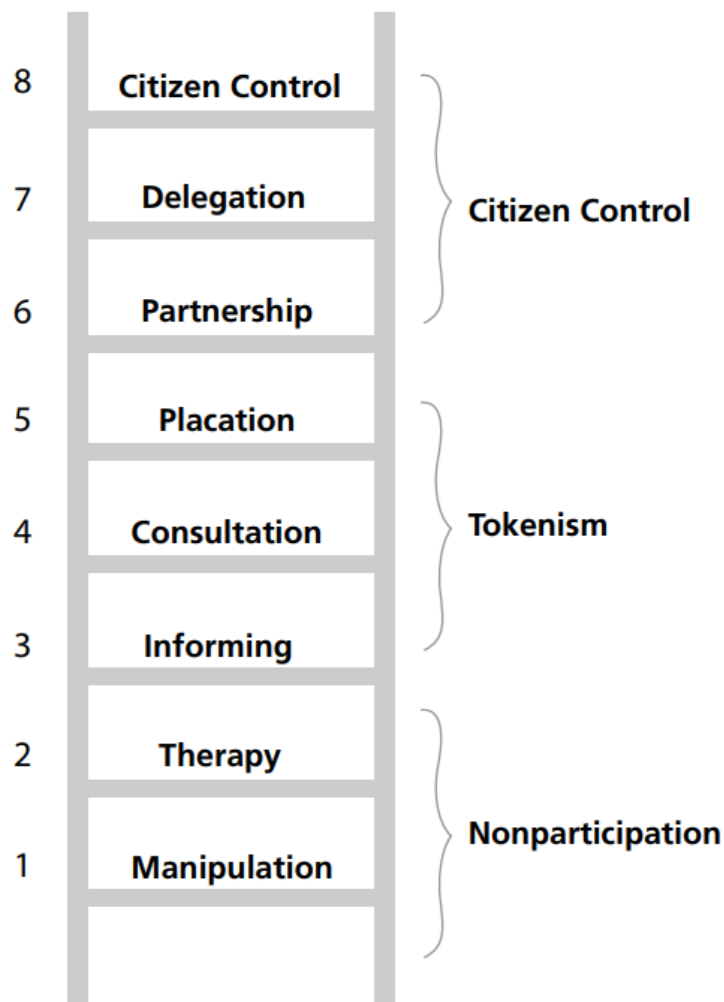 8 Citizen Control
7 Delegation
Citizen Control
6 Partnership
5 Placation
4 Consultation
Tokenism
3 Informing
2 Therapy
Nonparticipation
1 Manipulation